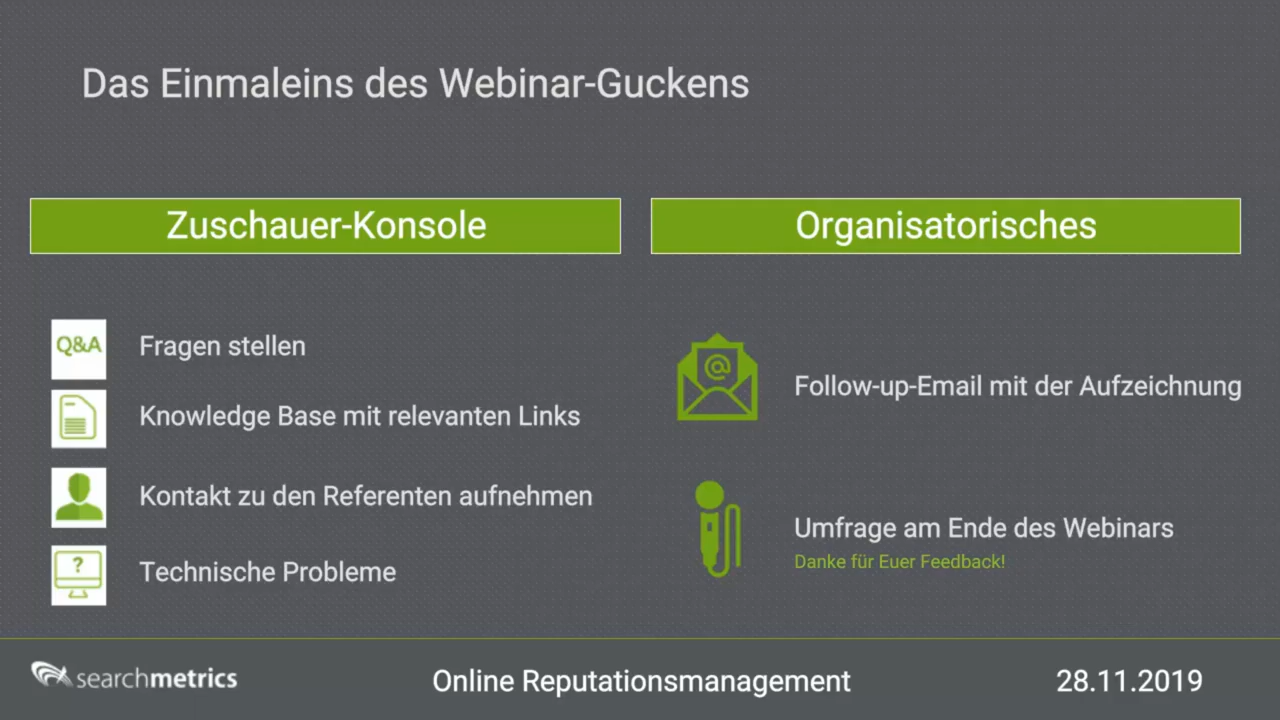 Das Einmaleins des Webinar-Guckens
Zuschauer-Konsole
Q&A
Fragen stellen
Knowledge Base mit relevanten Links
Kontakt zu den Referenten aufnehmen
?
Technische Probleme
Organisatorisches
@
Follow-up-Email mit der Aufzeichnung
Umfrage am Ende des Webinars
Danke für Euer Feedback!
searchmetrics
Online Reputationsmanagement
28.11.2019